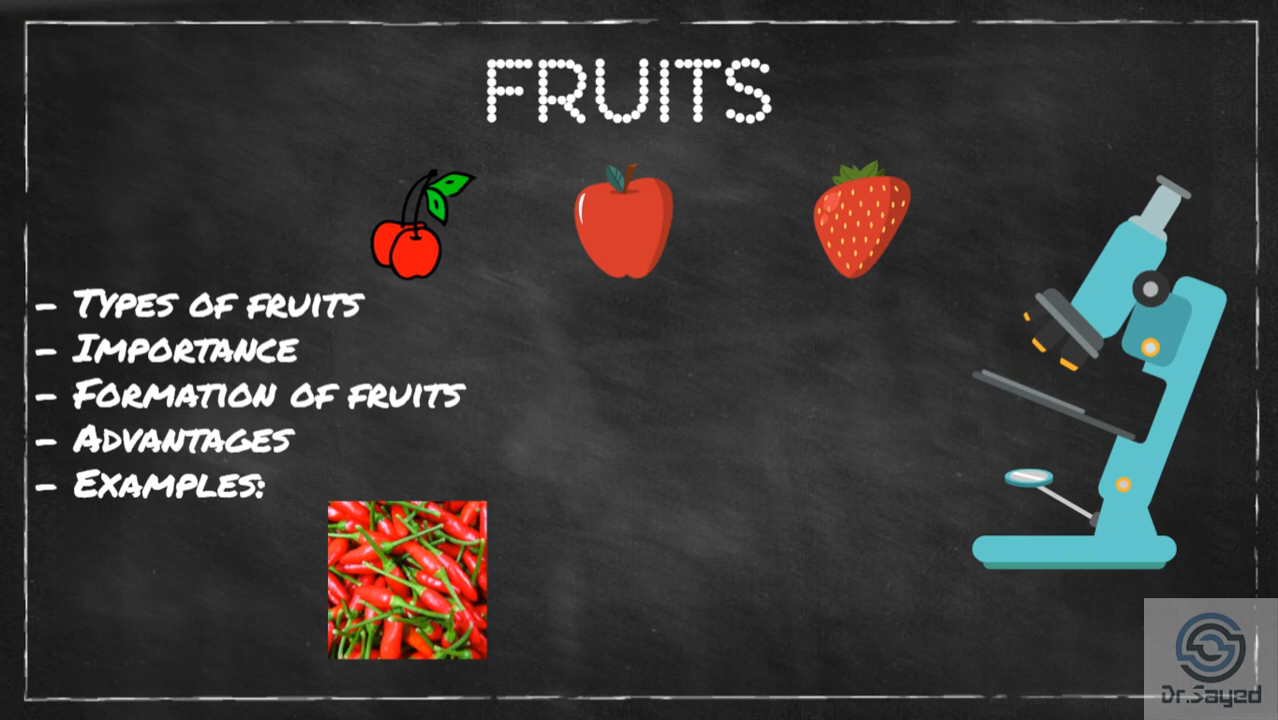 FRUITS
- TYPES OF FRUITS
- IMPORTANCE
- FORMATION OF FRUITS
- ADVANTAGES
- EXAMPLES:
Dr.Sayed